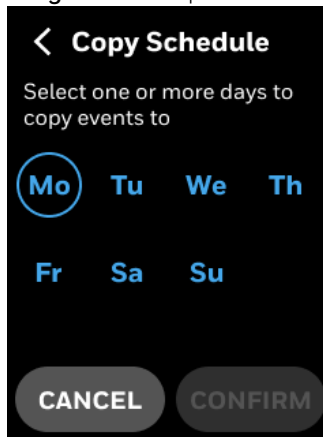 Copy Schedule
Select one or more days to
copy events to
Mo Tu We Th
Fr Sa Su
CANCEL CONFIRM